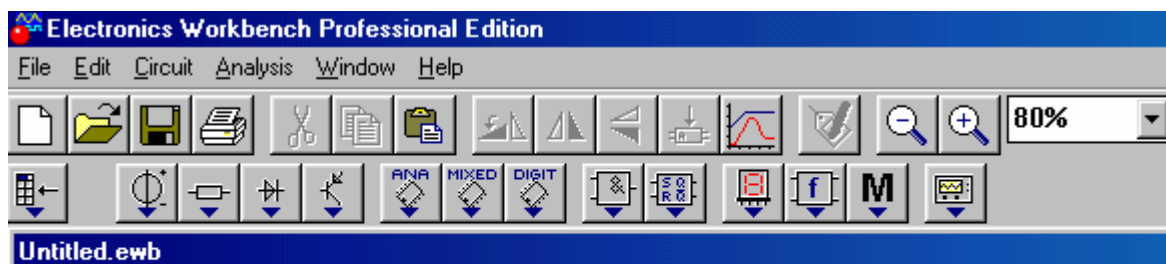 Electronics Workbench Professional Edition
File Edit Circuit Analysis Window Help
80%
ANA MIXED DIGIT & S Q R Q f M
Untitled.ewb